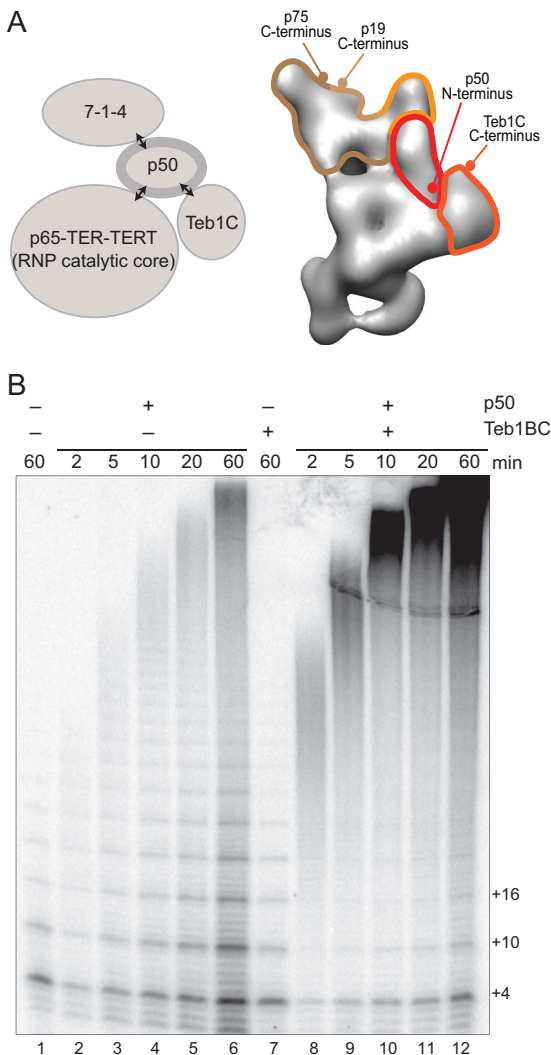 A
7-1-4
p50
Teb1C
p65-TER-TERT
(RNP catalytic core)
p75
C-terminus
p19
C-terminus
p50
N-terminus
Teb1C
C-terminus
B
– + – + p50
– – + + Teb1BC
60 2 5 10 20 60 60 2 5 10 20 60 min
+16
+10
+4
1 2 3 4 5 6 7 8 9 10 11 12